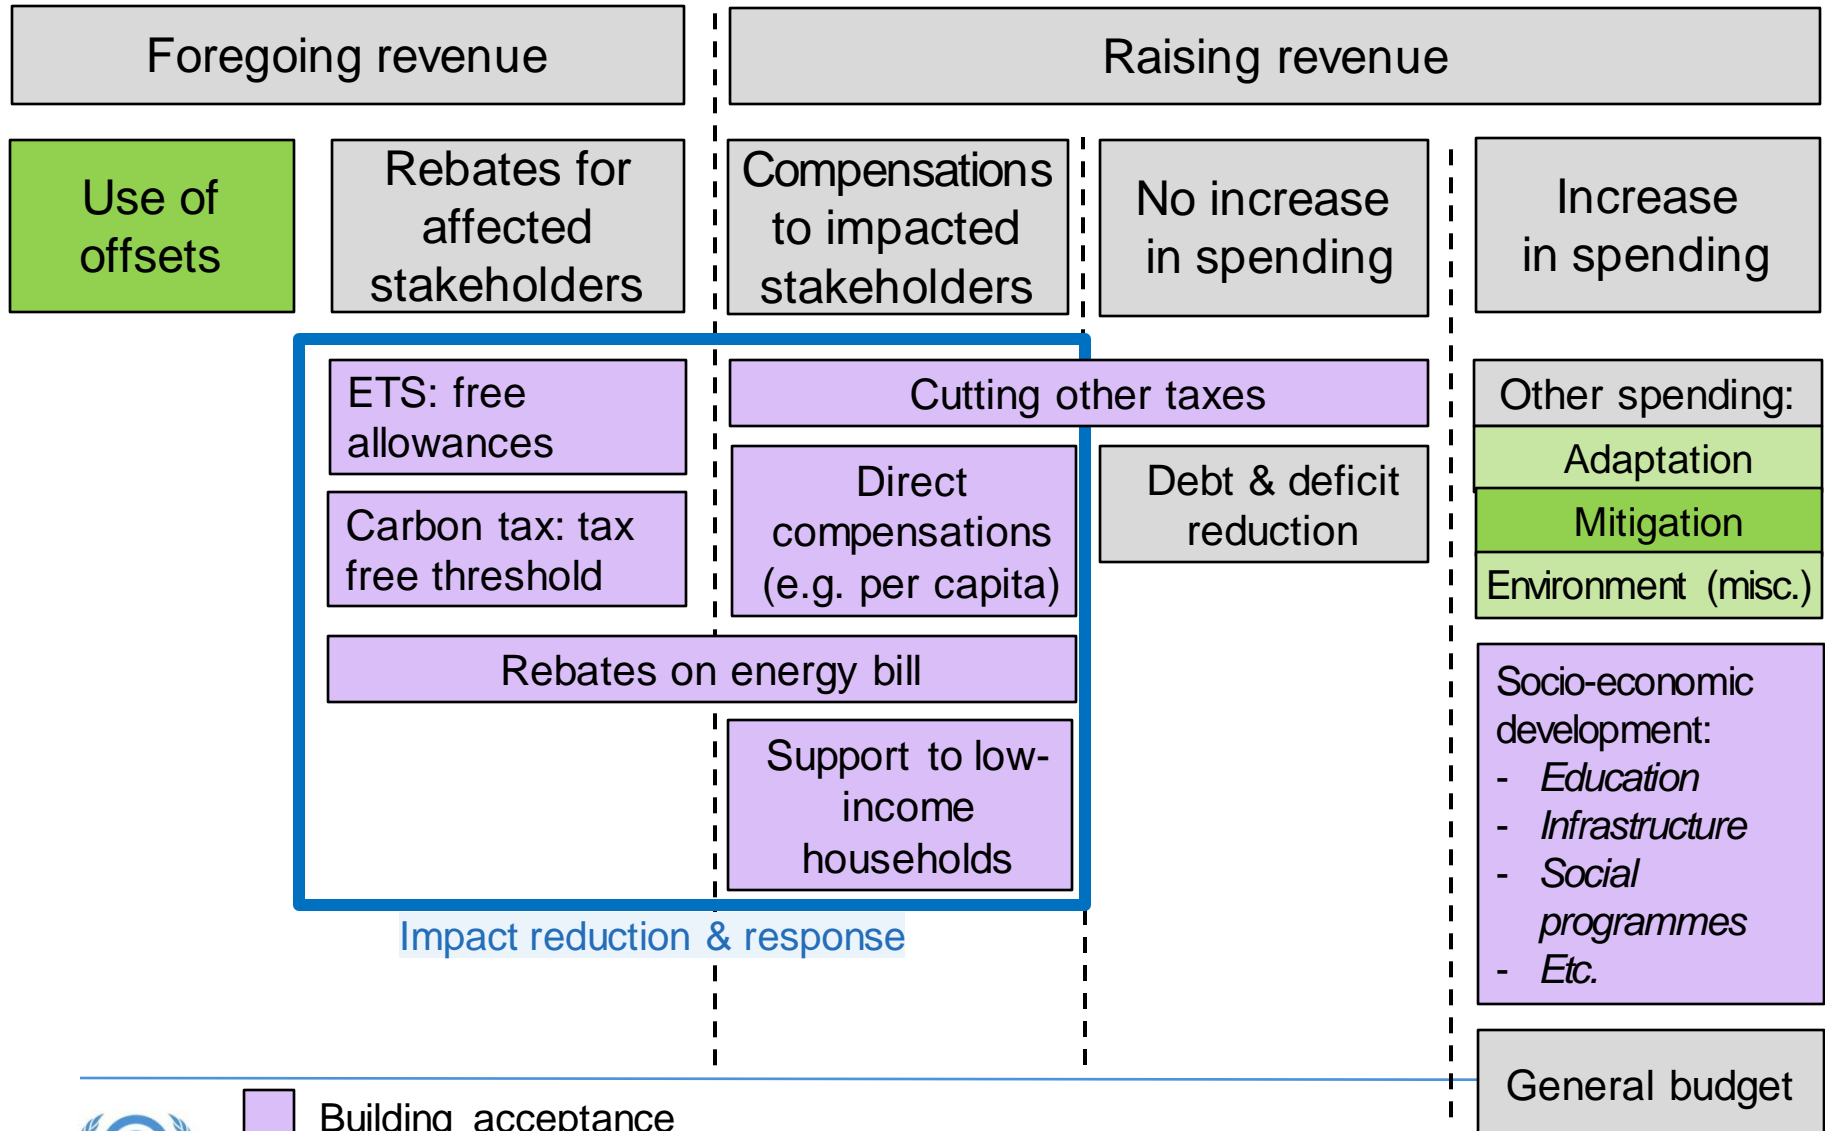 Foregoing revenue
Raising revenue
Use of
offsets
Rebates for
affected
stakeholders
Compensations
to impacted
stakeholders
No increase
in spending
Increase
in spending
ETS: free
allowances
Carbon tax: tax
free threshold
Cutting other taxes
Direct
compensations
(e.g. per capita)
Debt & deficit
reduction
Rebates on energy bill
Support to low-
income
households
Impact reduction & response
Other spending:
Adaptation
Mitigation
Environment (misc.)
Socio-economic
development:
- Education
- Infrastructure
- Social
programmes
- Etc.
General budget
Building acceptance